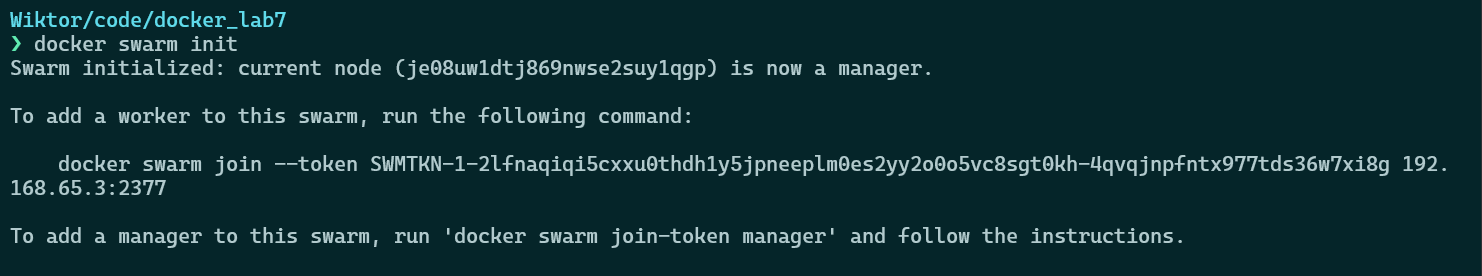 Wiktor/code/docker_lab7
❯ docker swarm init
Swarm initialized: current node (je08uw1dtj869nwse2suy1qgp) is now a manager.
To add a worker to this swarm, run the following command:
docker swarm join --token SWMTKN-1-2lfnaqiqi5cxxu0thdh1y5jpneeplm0es2yy2o0o5vc8sgt0kh-4qvqjnpfntx977tds36w7xi8g 192.
168.65.3:2377
To add a manager to this swarm, run 'docker swarm join-token manager' and follow the instructions.